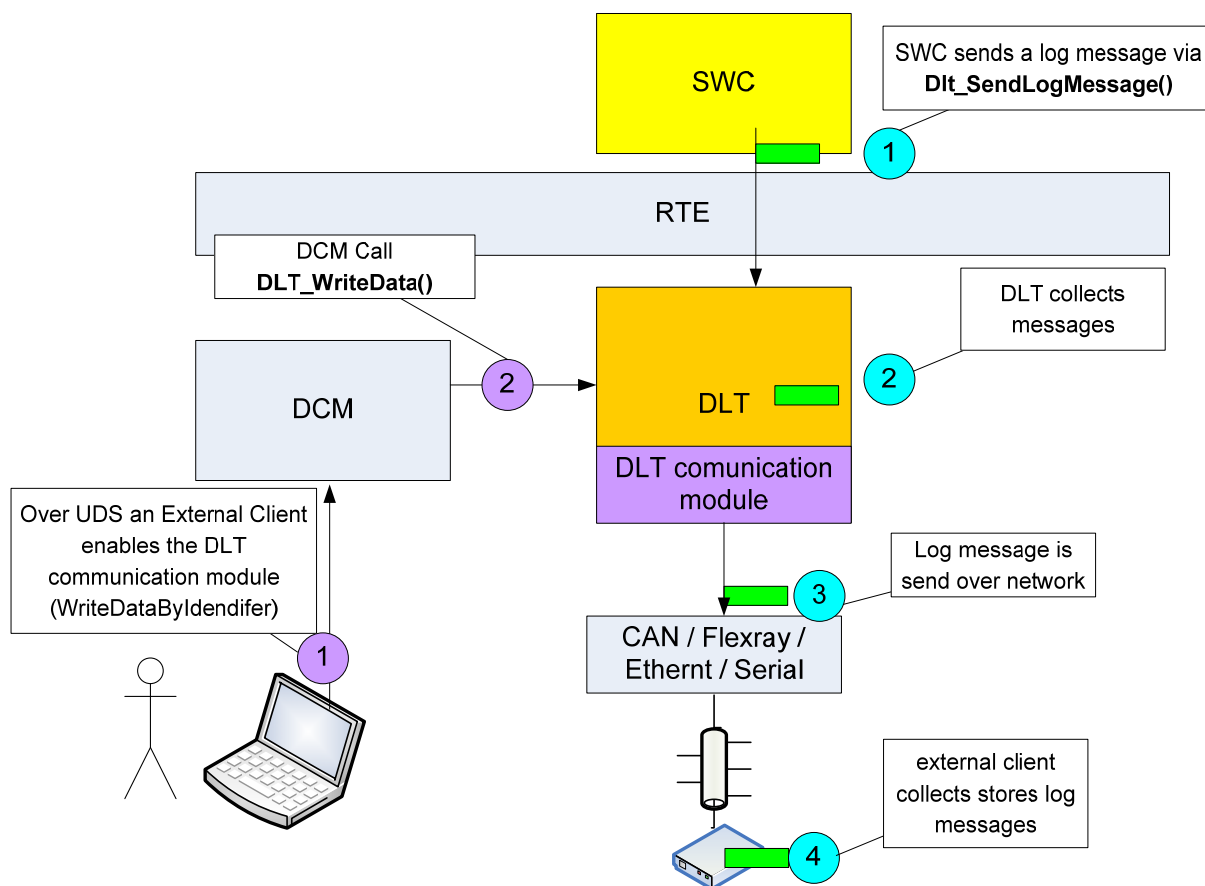 SWC
SWC sends a log message via
Dlt_SendLogMessage()
1
RTE
DCM Call
DLT_WriteData()
DLT collects
messages
2
2
DCM
DLT
DLT comunication
module
Over UDS an External Client
enables the DLT
communication module
(WriteDataByIdendifer)
1
Log message is
send over network
3
CAN / Flexray /
Ethernt / Serial
external client
collects stores log
messages
4